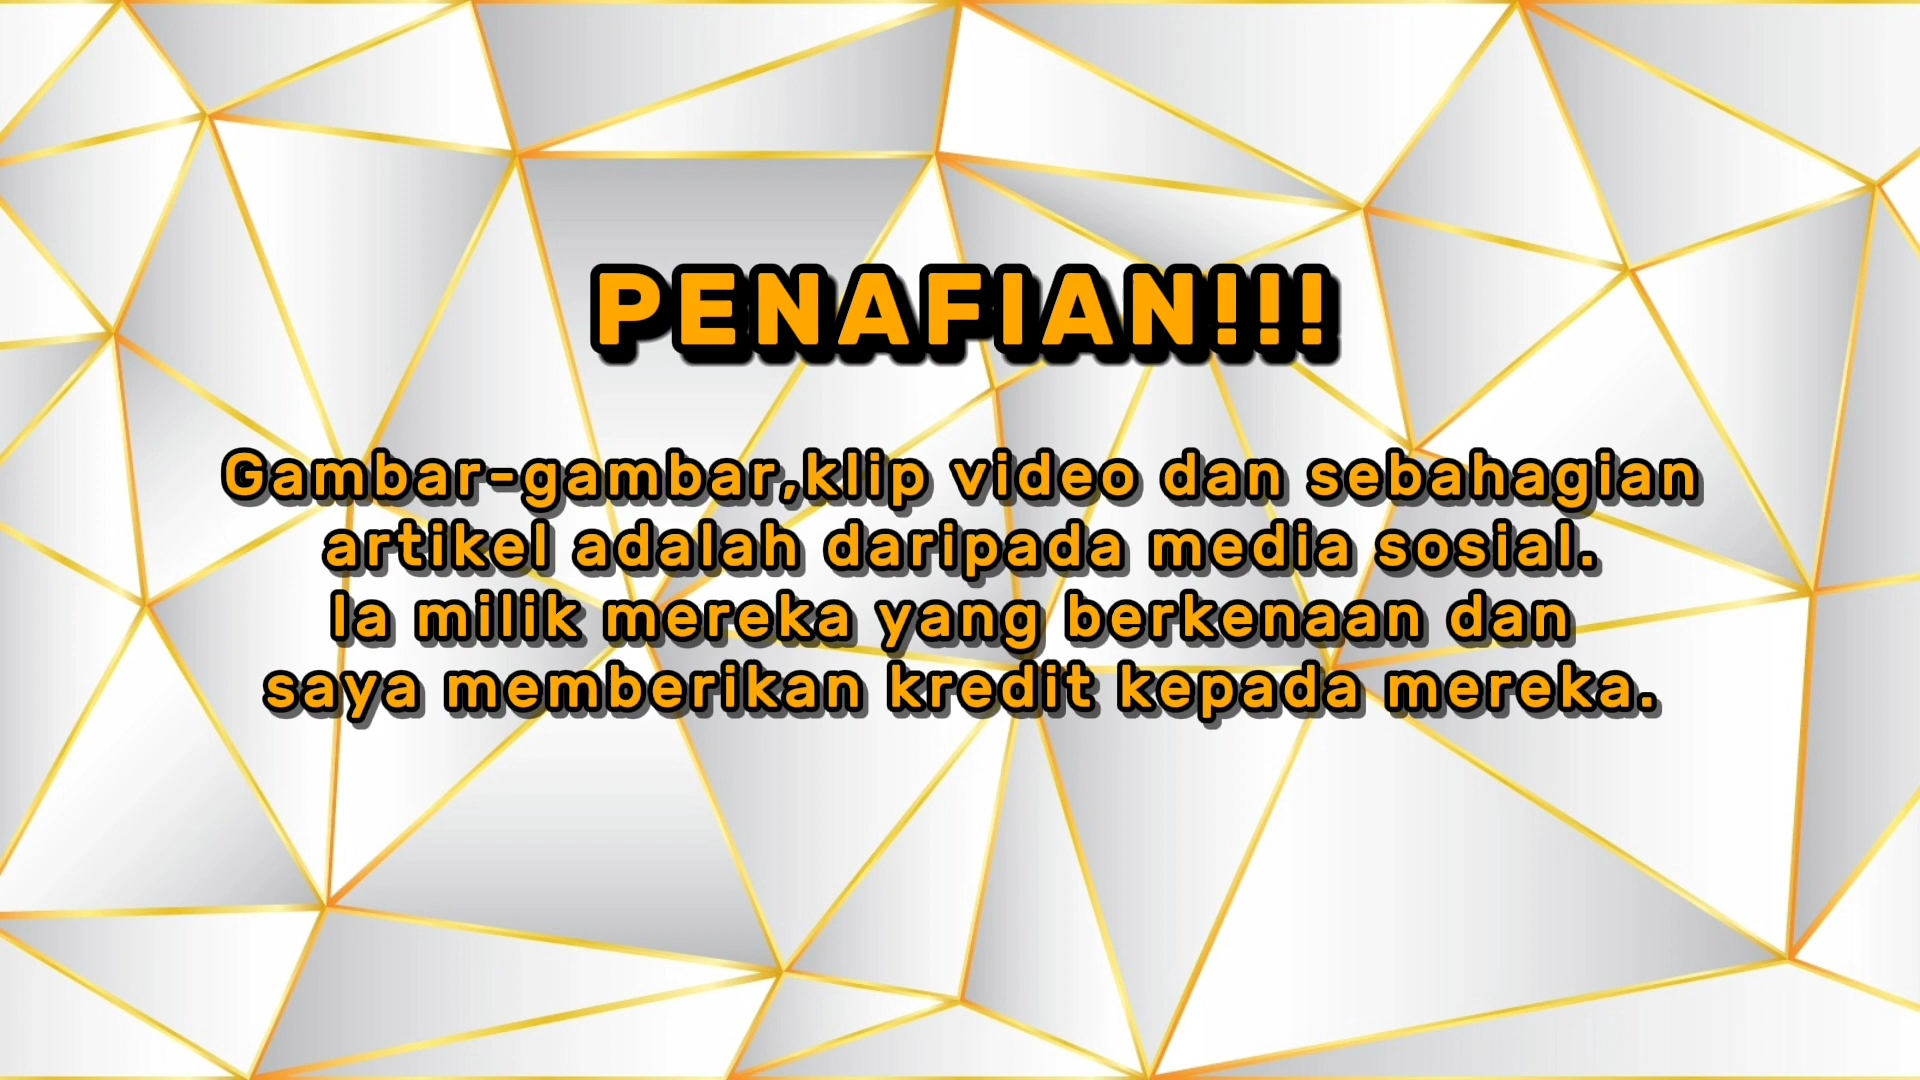 PENAFIAN!!!
Gambar-gambar,klip video dan sebahagian
artikel adalah daripada media sosial.
Ia milik mereka yang berkenaan dan
saya memberikan kredit kepada mereka.